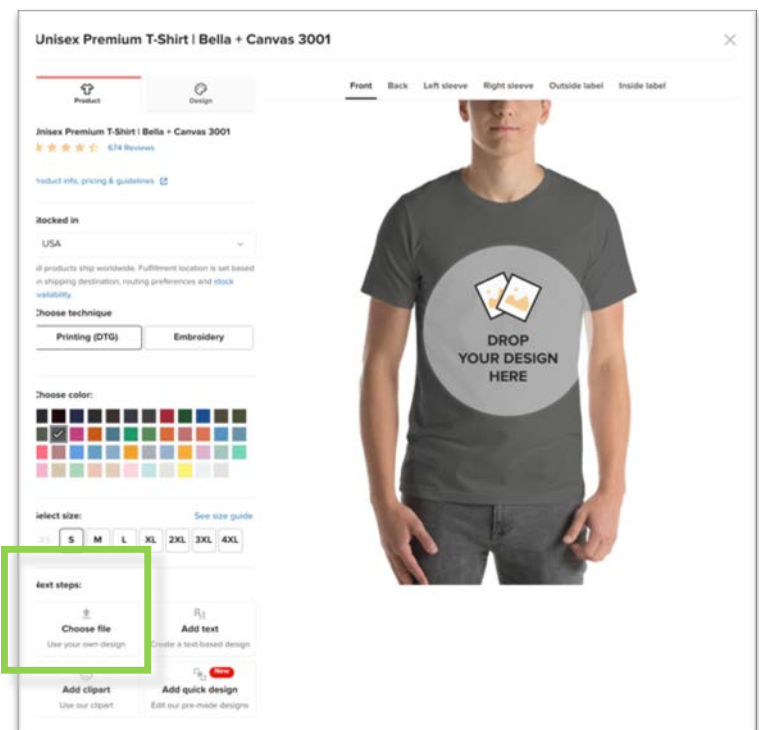 Unisex Premium T-Shirt | Bella + Canvas 3001
Product
Design
Unisex Premium T-Shirt | Bella + Canvas 3001
674 Reviews
Product info, pricing & guidelines
Stocked in
USA
All products ship worldwide. Fulfillment location is set based
on shipping destination, routing preferences and stock
availability.
Choose technique
Printing (DTG)
Embroidery
Choose color:
Select size:
See size guide
XS S M L XL 2XL 3XL 4XL
Next steps:
Choose file
Use your own design
Add text
Create a text-based design
New
Add clipart
Use our clipart
Add quick design
Edit our pre-made designs
Front Back Left sleeve Right sleeve Outside label Inside label
DROP
YOUR DESIGN
HERE